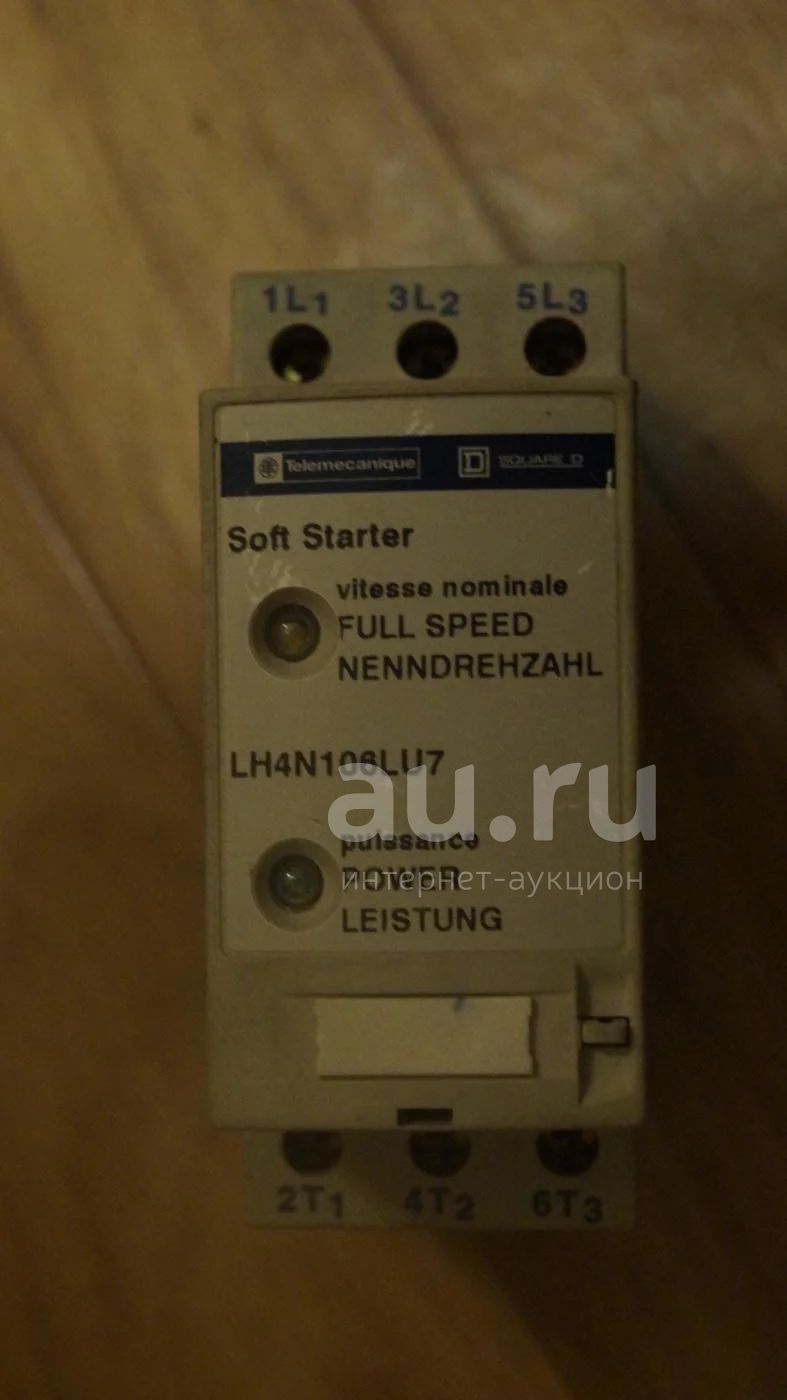 1L1 3L2 5L3
Telemecanique D SQUARE D
Soft Starter
vitesse nominale
FULL SPEED
NENNDREHZAHL
LH4N106LU7
au.ru
puissance
POWER
интернет-аукцион
LEISTUNG
2T1 4T2 6T3